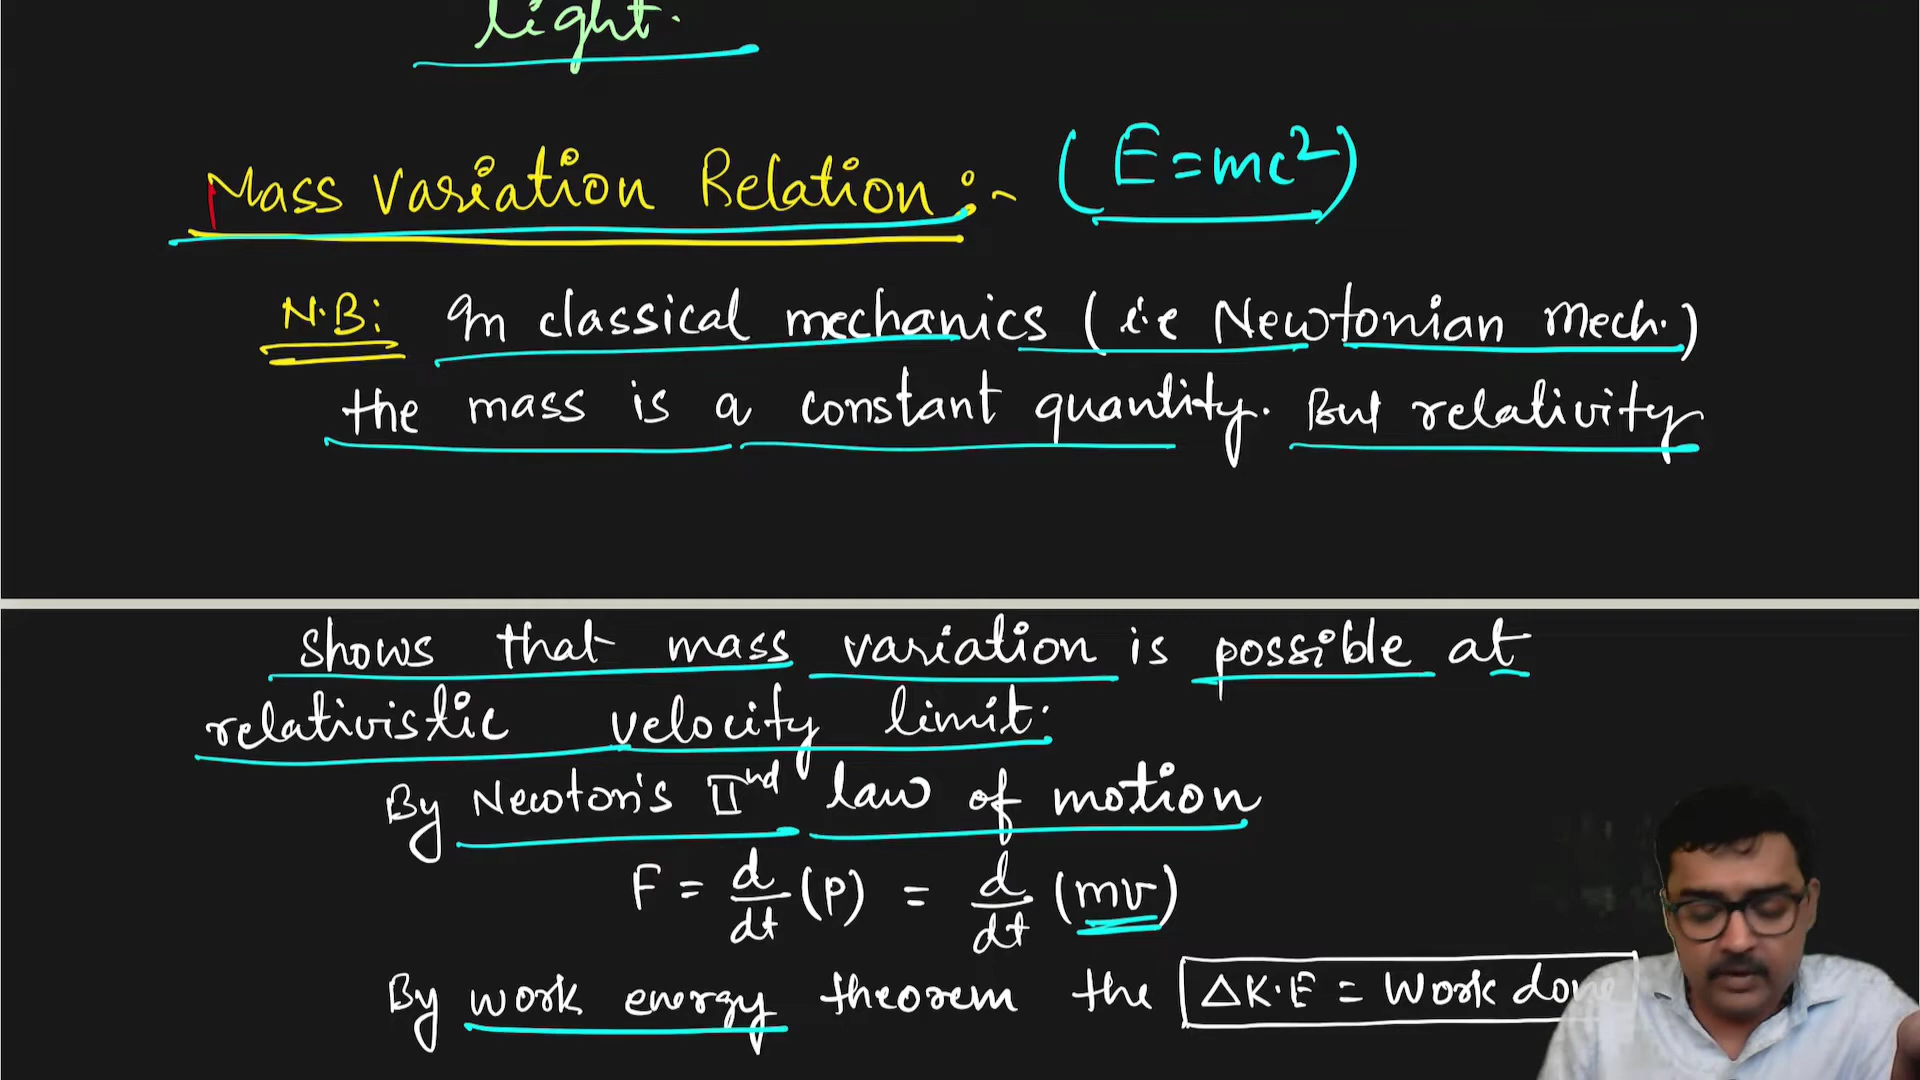 light.
Mass variation Relation :- (E=mc²)
N.B: In classical mechanics (i.e Newtonian Mech.)
the mass is a constant quantity. But relativity
shows that mass variation is possible at
relativistic velocity limit.
By Newton's IInd law of motion
F = d/dt (P) = d/dt (mv)
By work energy theorem the ΔK.E = Work done